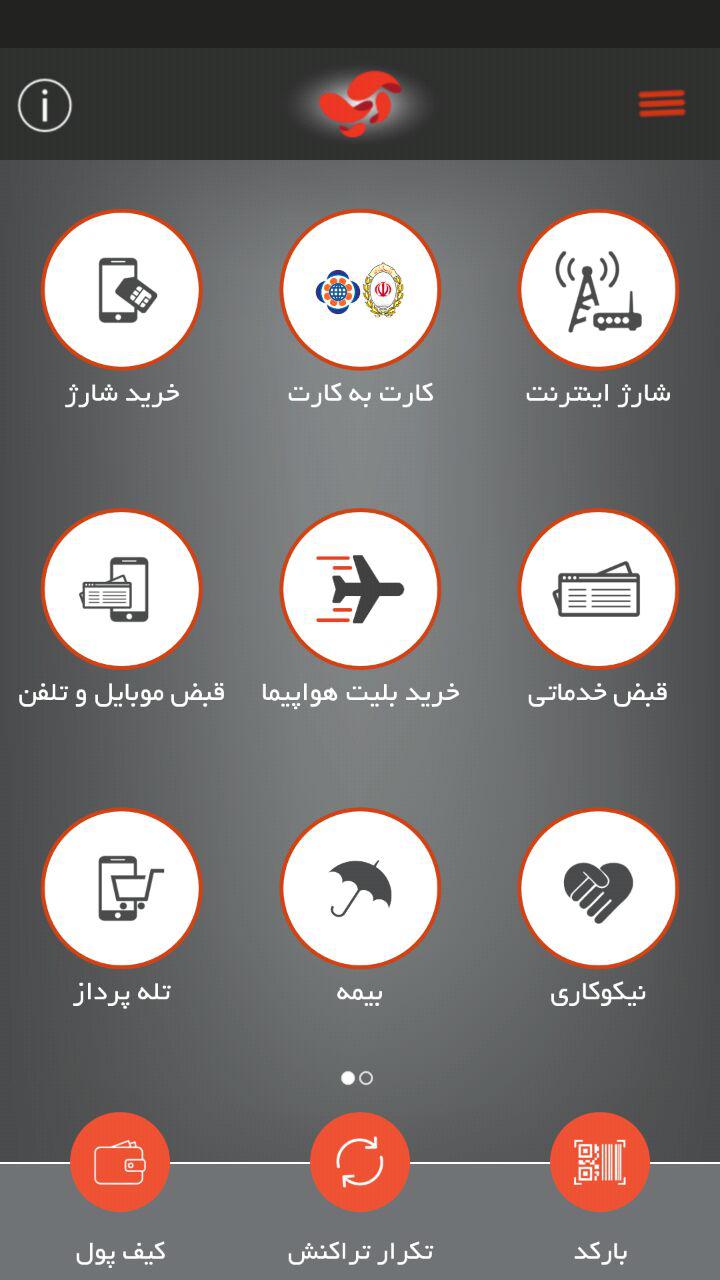 شارژ اینترنت
کارت به کارت
خرید شارژ
قبض خدماتی
خرید بلیت هواپیما
قبض موبایل و تلفن
نیکوکاری
بیمه
تله پرداز
بارکد
تکرار تراکنش
کیف پول